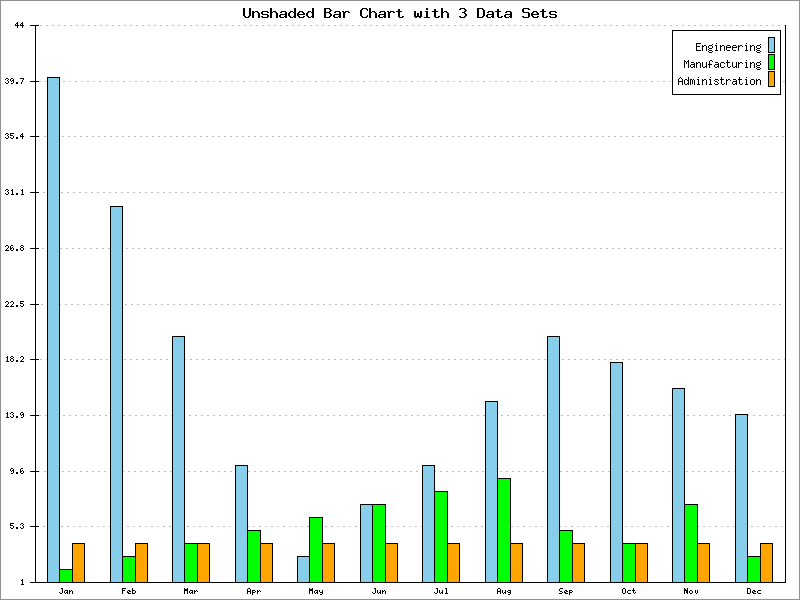 Unshaded Bar Chart with 3 Data Sets
44
39.7
35.4
31.1
26.8
22.5
18.2
13.9
9.6
5.3
1
Engineering
Manufacturing
Administration
Jan Feb Mar Apr May Jun Jul Aug Sep Oct Nov Dec